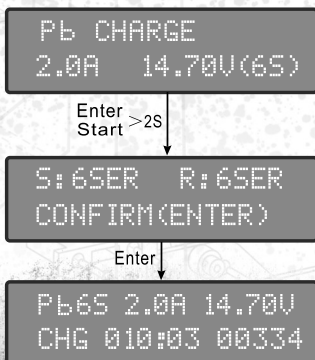 Pb CHARGE
2.0A 14.70V(6S)
Enter
Start >2S
S:6SER R:6SER
CONFIRM(ENTER)
Enter
Pb6S 2.0A 14.70V
CHG 010:03 00334